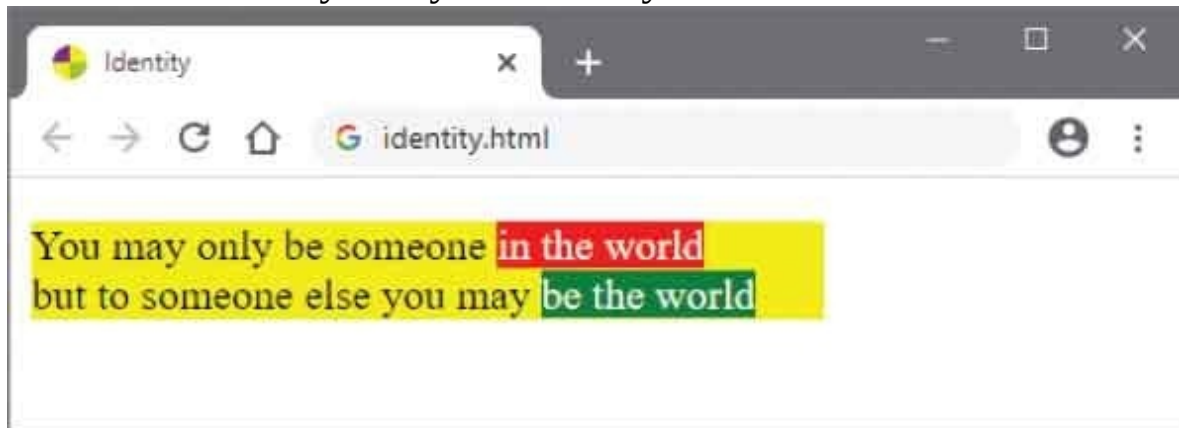 Identity
identity.html
You may only be someone in the world
but to someone else you may be the world